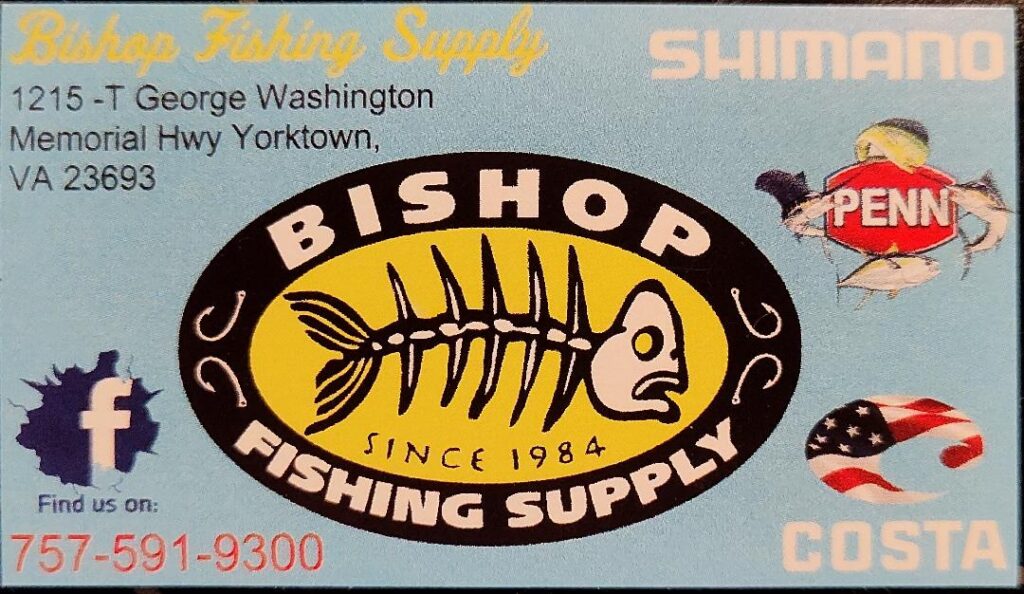 Bishop Fishing Supply
1215 -T George Washington
Memorial Hwy Yorktown,
VA 23693
SHIMANO
PENN
BISHOP
SINCE 1984
FISHING SUPPLY
f
Find us on:
757-591-9300
COSTA